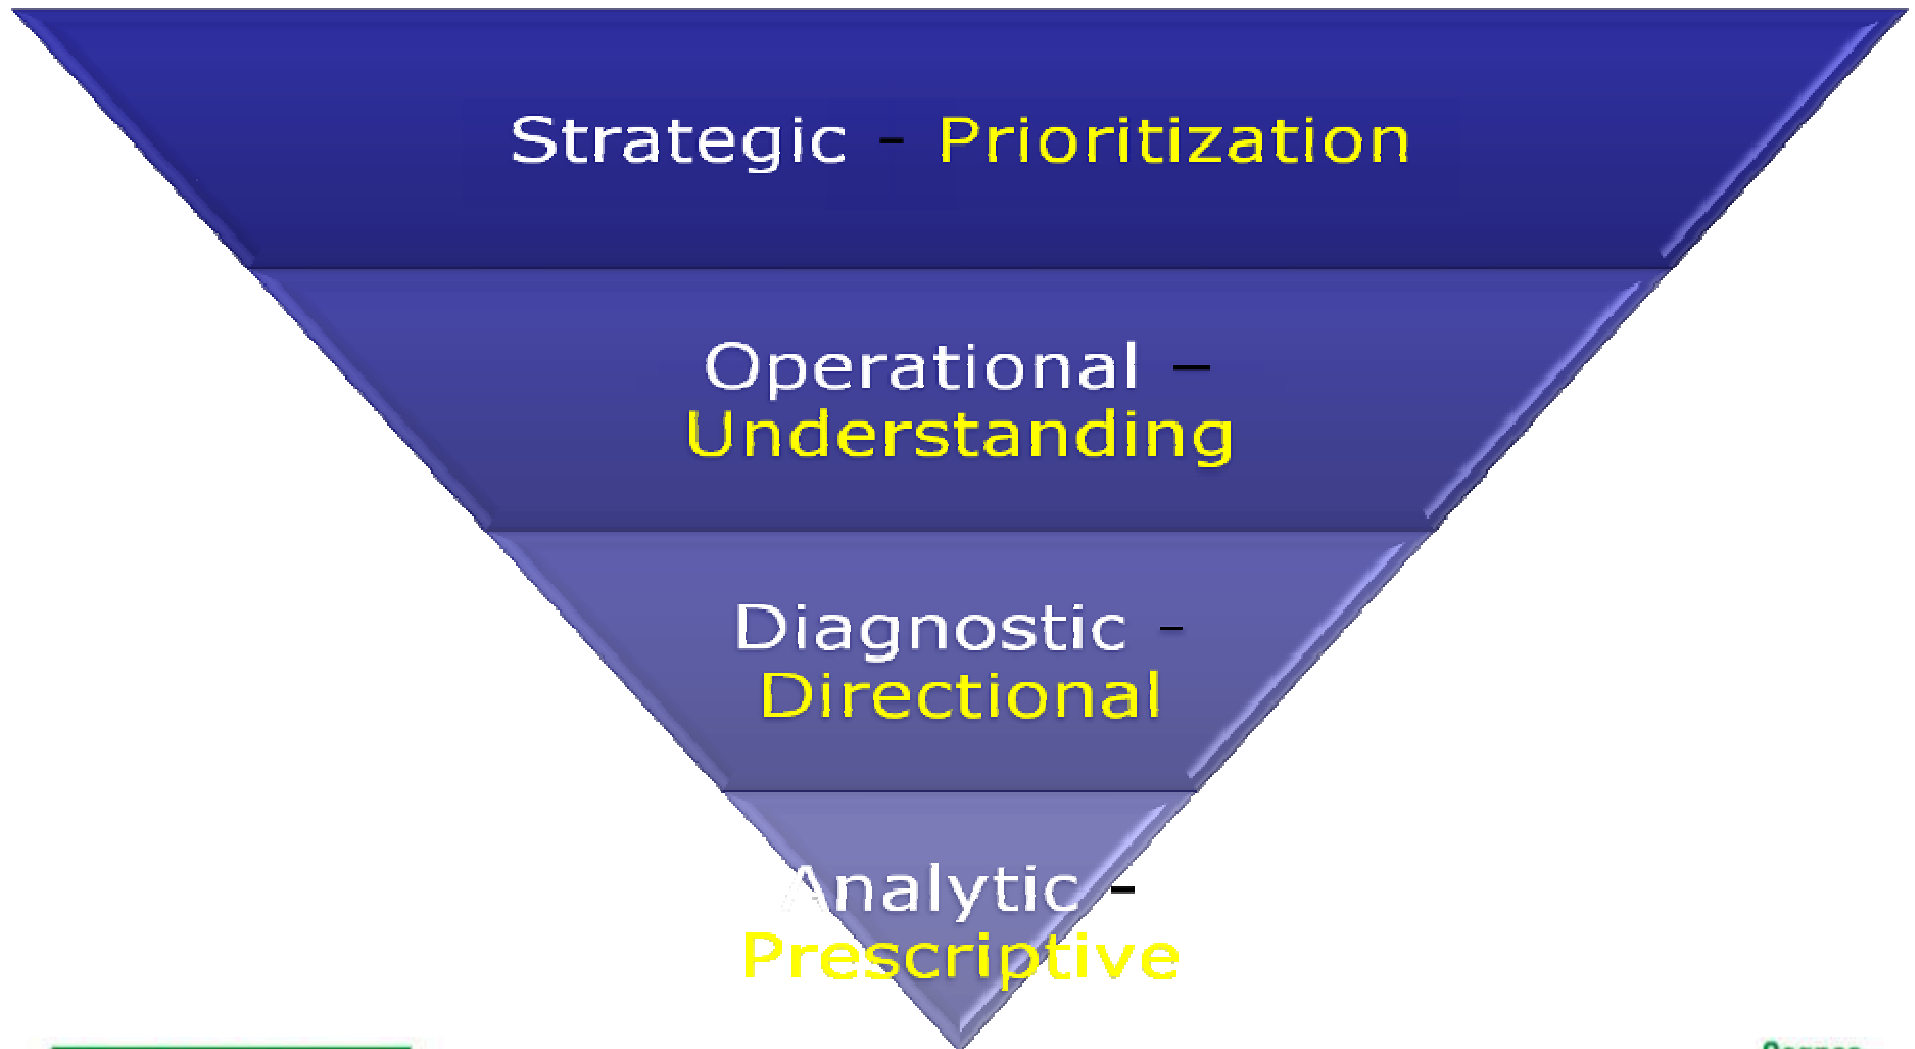 Strategic - Prioritization
Operational –
Understanding
Diagnostic -
Directional
Analytic -
Prescriptive